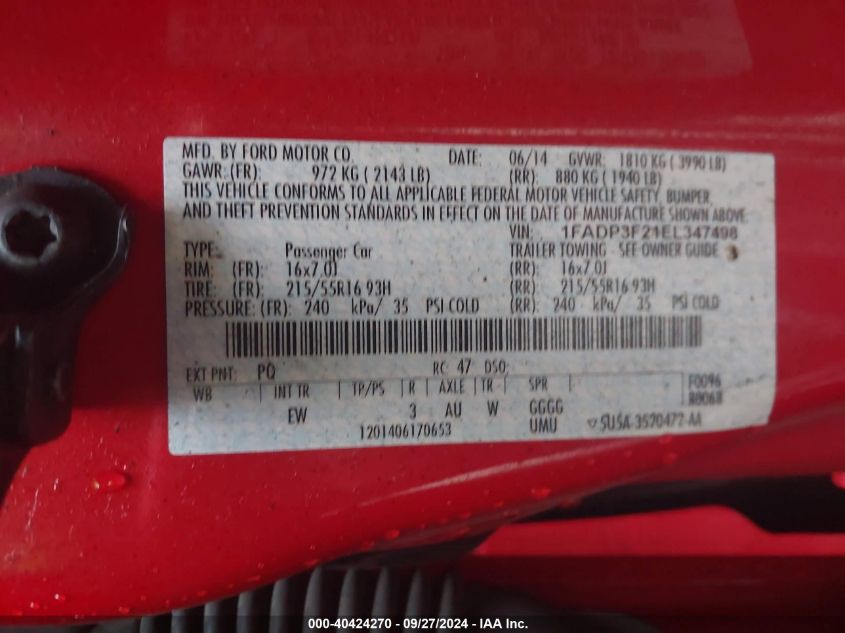 MFD. BY FORD MOTOR CO. DATE: 06/14 GVWR: 1810 KG ( 3990 LB)
GAWR: (FR): 972 KG ( 2143 LB) (RR): 880 KG ( 1940 LB)
THIS VEHICLE CONFORMS TO ALL APPLICABLE FEDERAL MOTOR VEHICLE SAFETY, BUMPER,
AND THEFT PREVENTION STANDARDS IN EFFECT ON THE DATE OF MANUFACTURE SHOWN ABOVE.
VIN: 1FADP3F21EL347498
TYPE: Passenger Car TRAILER TOWING - SEE OWNER GUIDE
RIM: (FR): 16x7.0J (RR): 16x7.0J
TIRE: (FR): 215/55R16 93H (RR): 215/55R16 93H
PRESSURE: (FR): 240 kPa/ 35 PSI COLD (RR): 240 kPa/ 35 PSI COLD
EXT PNT: PQ RC: 47 DSO: F0096
WB INT TR TP/PS R AXLE TR SPR R0068
EW 3 AU W GGGG
1201406170653 UMU 5U5A-3520472-AA
000-40424270 - 09/27/2024 - IAA Inc.